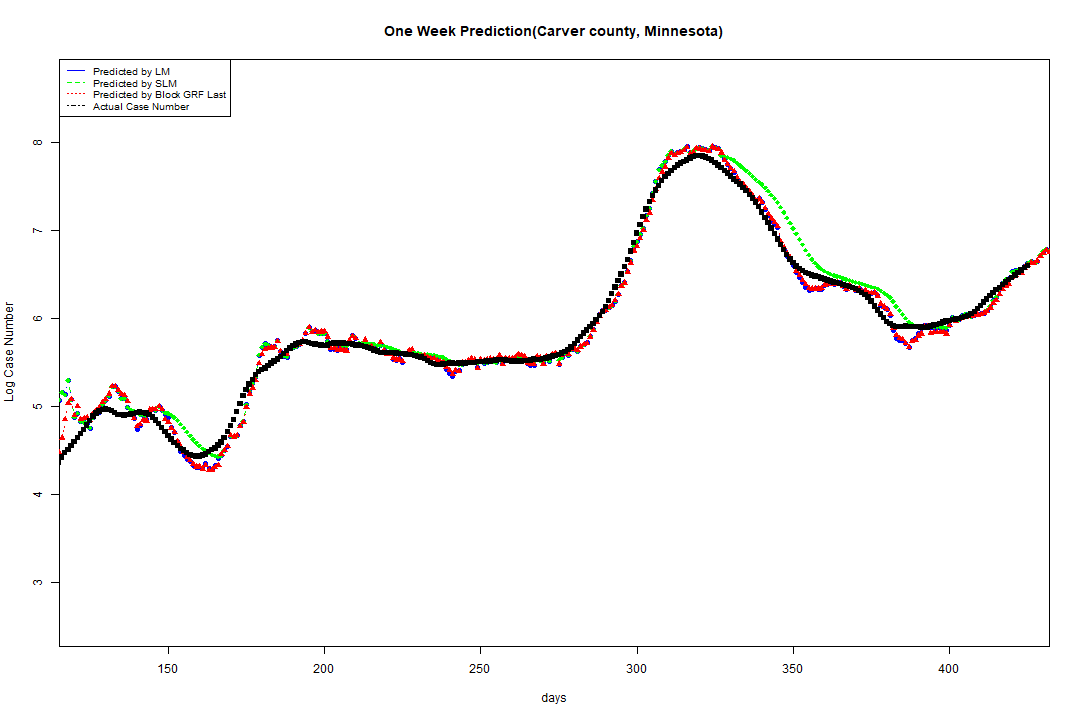 One Week Prediction(Carver county, Minnesota)
Predicted by LM
Predicted by SLM
Predicted by Block GRF Last
Actual Case Number
Log Case Number
8
7
6
5
4
3
150 200 250 300 350 400
days